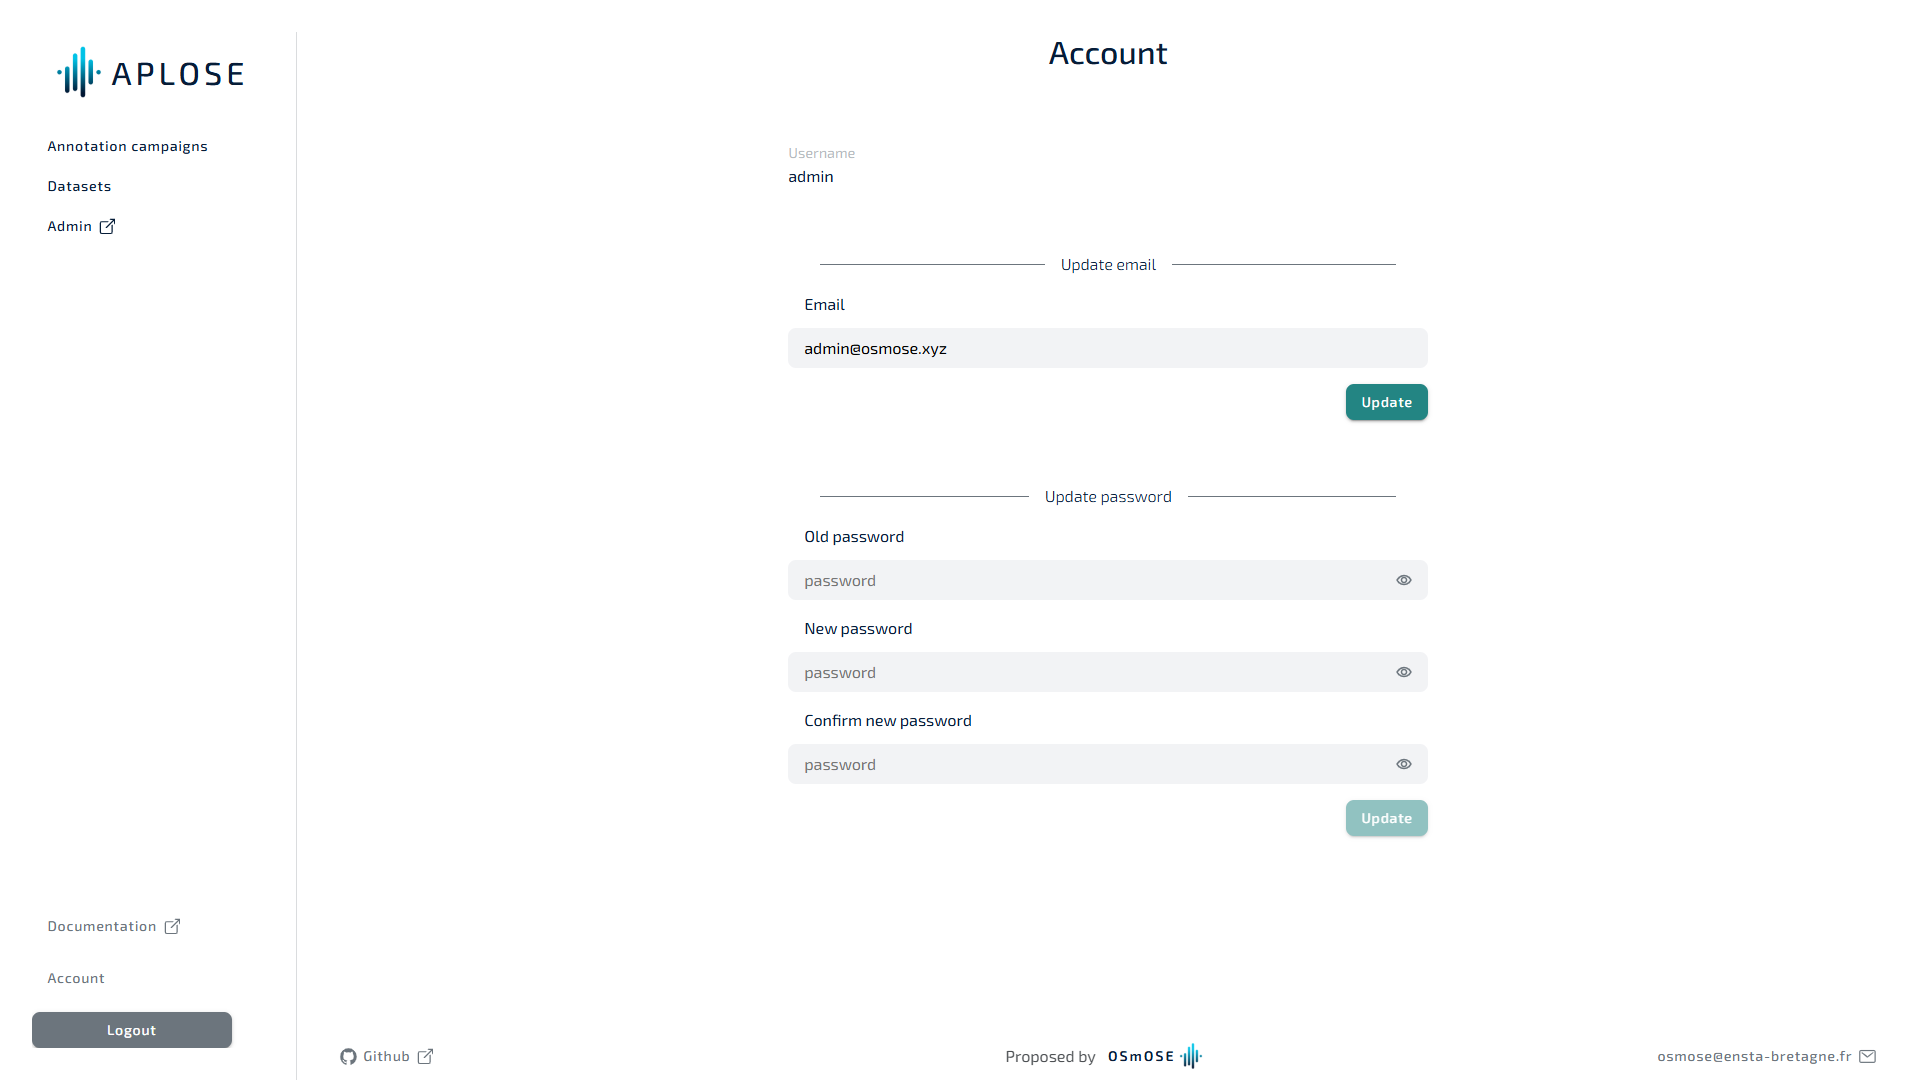 APLOSE
Annotation campaigns
Datasets
Admin
Documentation
Account
Logout
Account
Username
admin
Update email
Email
admin@osmose.xyz
Update
Update password
Old password
password
New password
password
Confirm new password
password
Update
Github
Proposed by OSmOSE
osmose@ensta-bretagne.fr